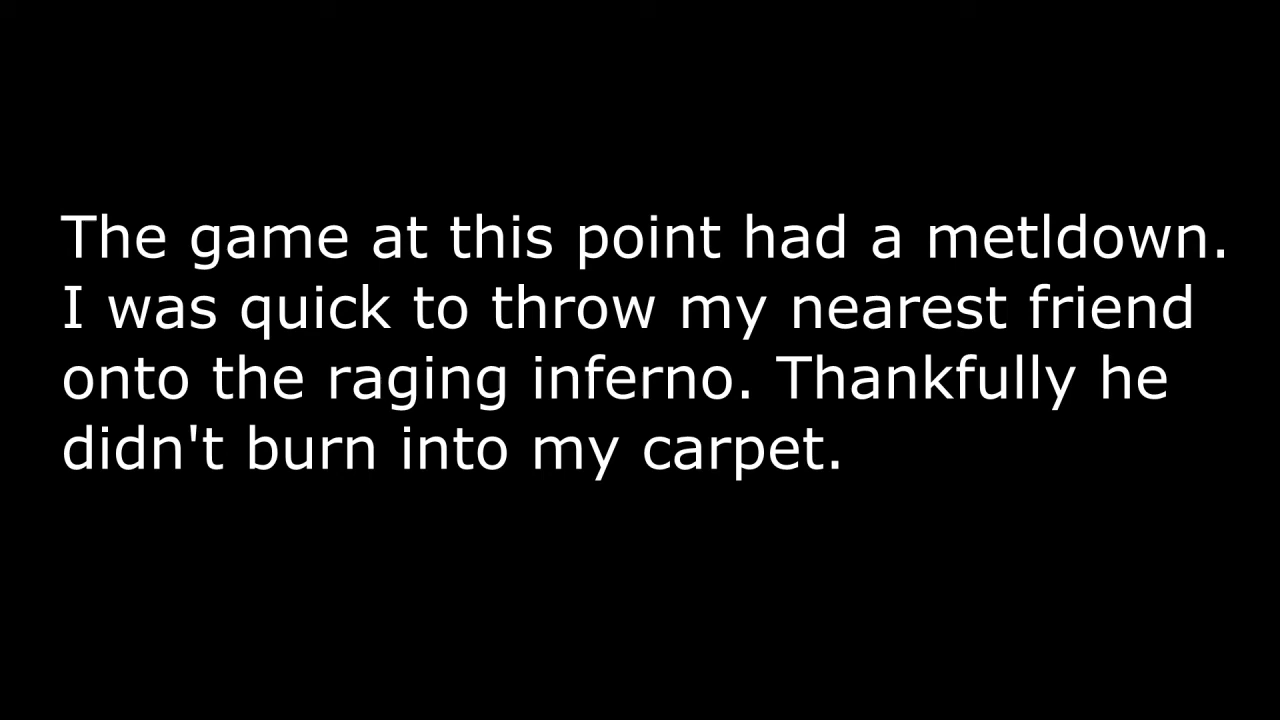 The game at this point had a metldown.
I was quick to throw my nearest friend
onto the raging inferno. Thankfully he
didn't burn into my carpet.